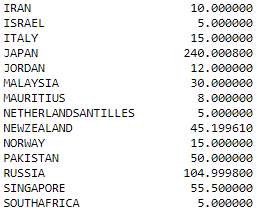 IRAN 10.000000
ISRAEL 5.000000
ITALY 15.000000
JAPAN 240.000800
JORDAN 12.000000
MALAYSIA 30.000000
MAURITIUS 8.000000
NETHERLANDSANTILLES 5.000000
NEWZEALAND 45.199610
NORWAY 15.000000
PAKISTAN 50.000000
RUSSIA 104.999800
SINGAPORE 55.500000
SOUTHAFRICA 5.000000